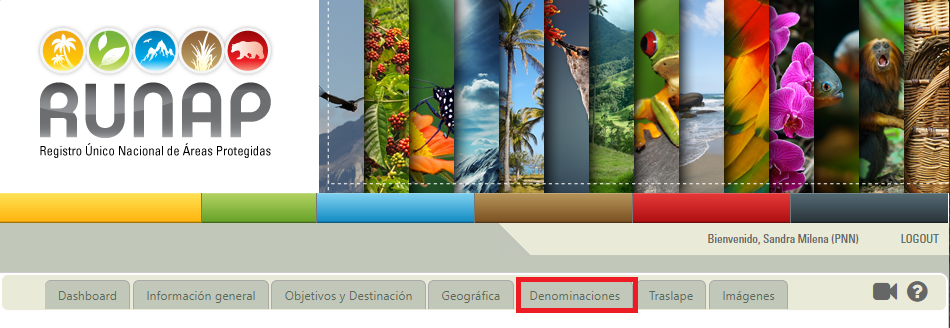 RUNAP
Registro Único Nacional de Áreas Protegidas
Bienvenido, Sandra Milena (PNN) LOGOUT
Dashboard Información general Objetivos y Destinación Geográfica Denominaciones Traslape Imágenes ?